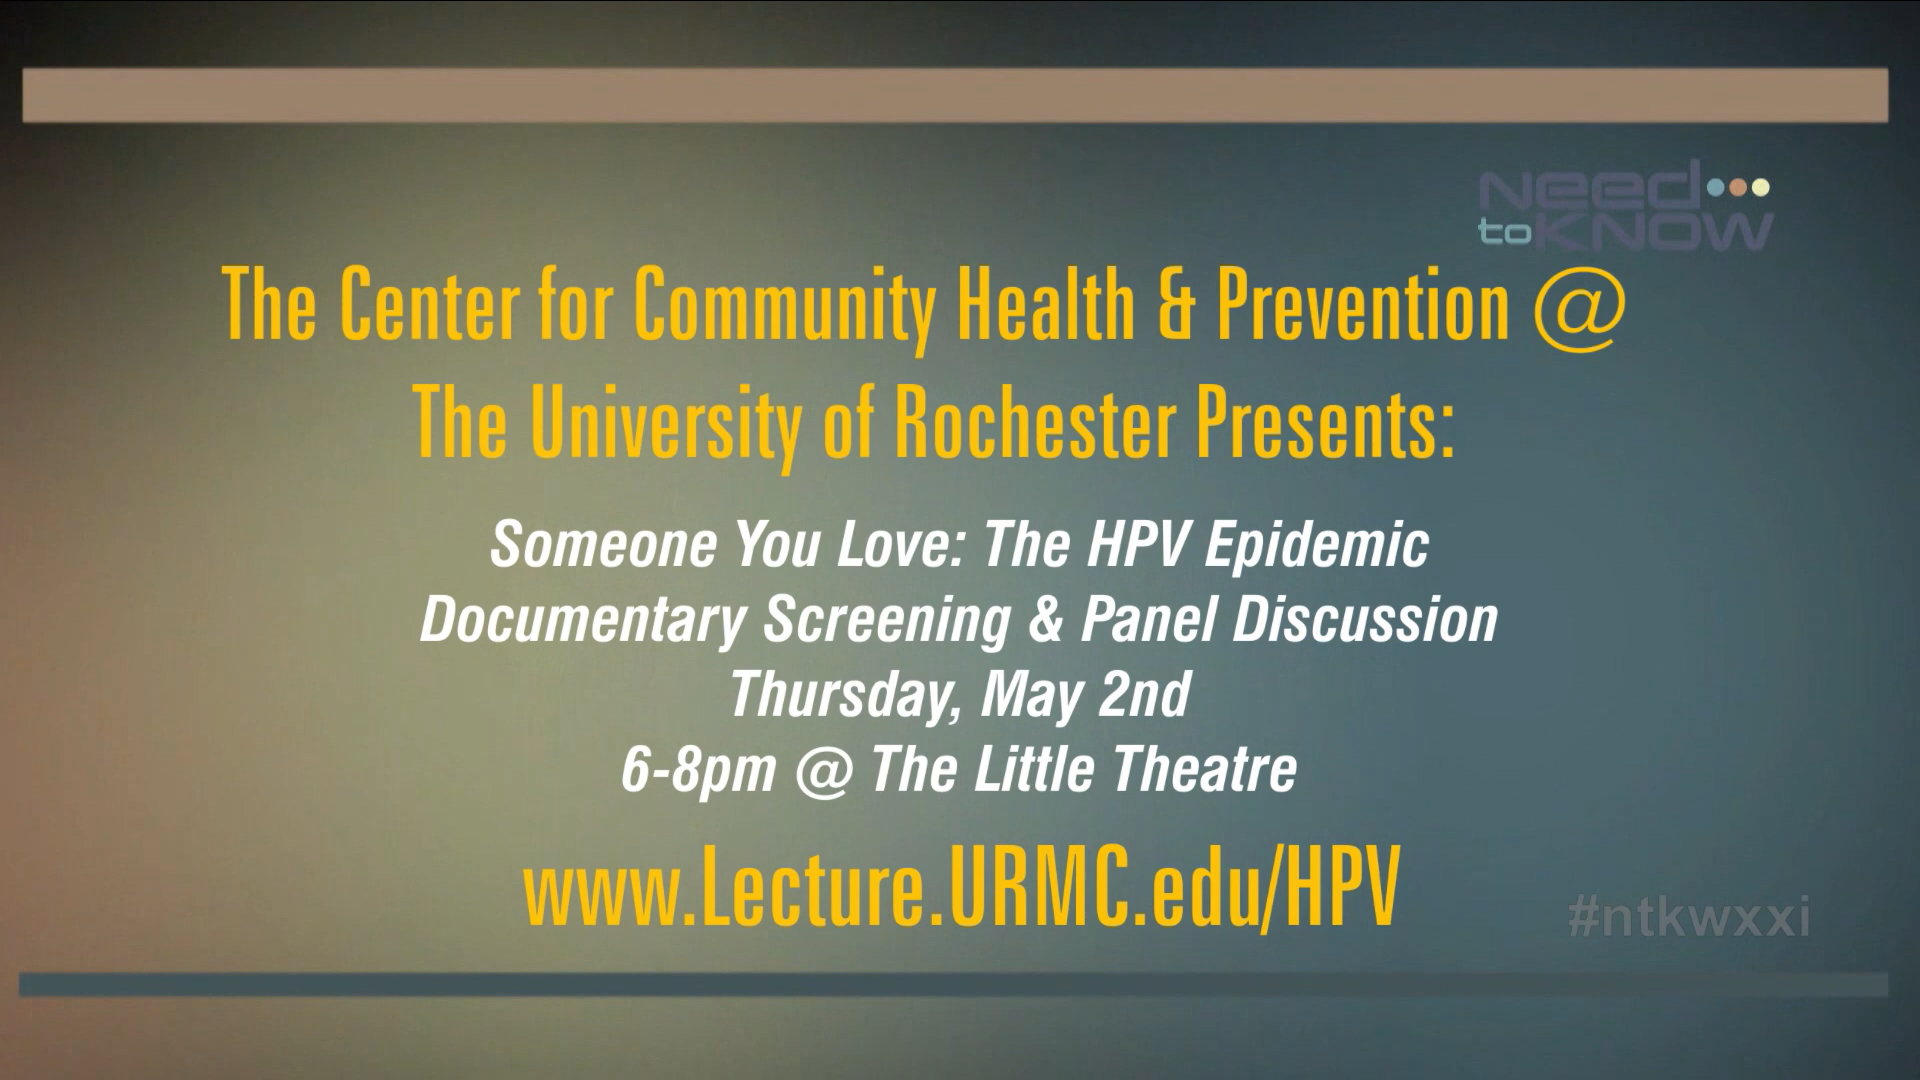 Need
to Know
The Center for Community Health & Prevention @
The University of Rochester Presents:
Someone You Love: The HPV Epidemic
Documentary Screening & Panel Discussion
Thursday, May 2nd
6-8pm @ The Little Theatre
www.Lecture.URMC.edu/HPV
#ntkwxxi